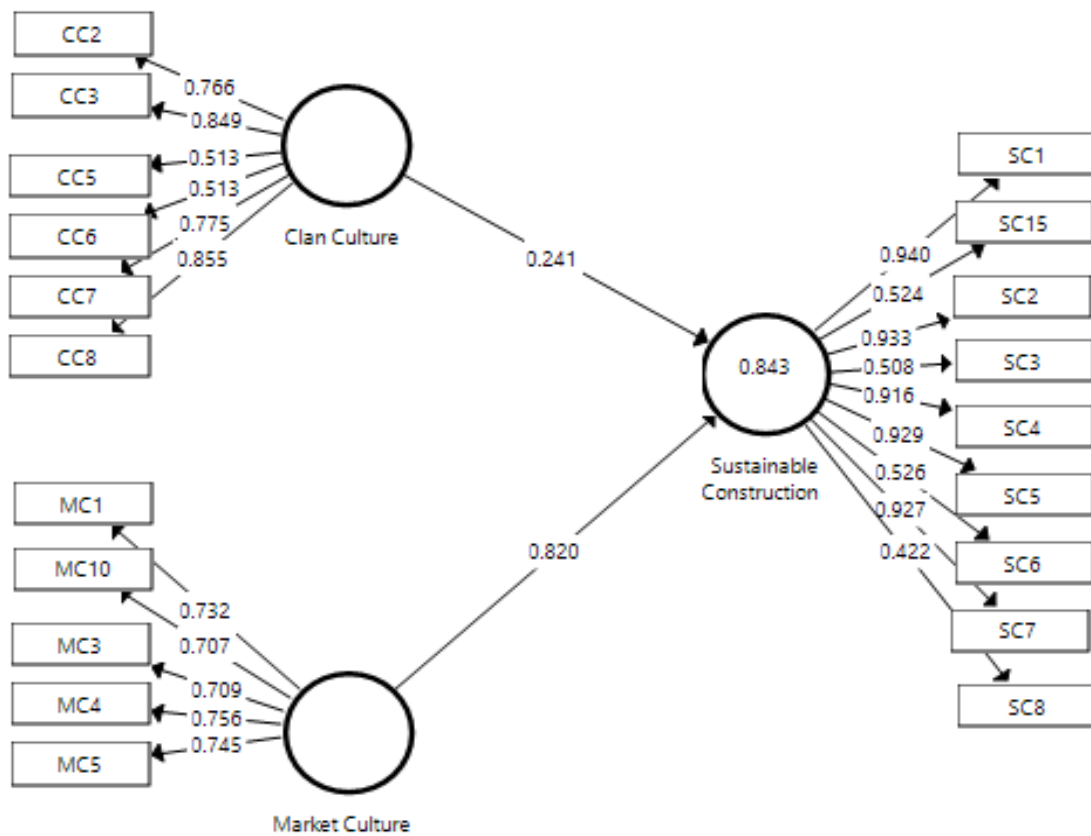 CC2
0.766
CC3
0.849
CC5
0.513
0.513
CC6
0.775
0.855
CC7
CC8
Clan Culture
0.241
MC1
MC10
0.732
0.707
MC3
0.709
MC4
0.756
0.745
MC5
Market Culture
0.820
0.843
Sustainable
Construction
SC1
SC15
0.940
0.524
SC2
0.933
0.508
SC3
0.916
SC4
0.929
0.526
SC5
0.927
0.422
SC6
SC7
SC8